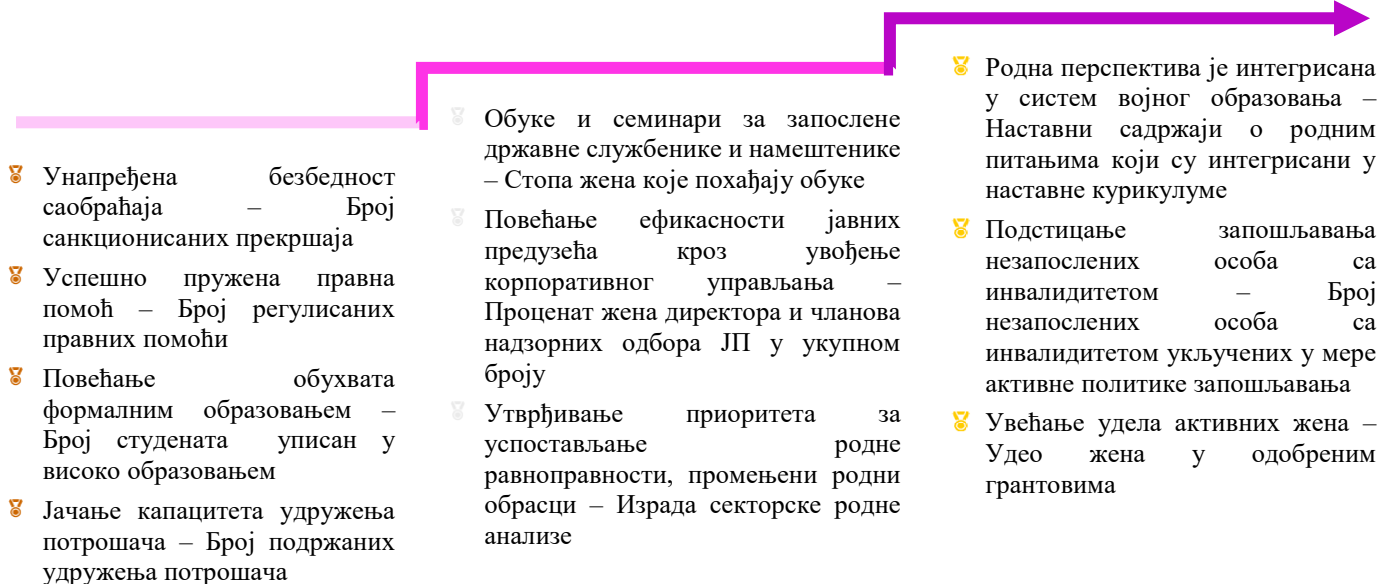 Унапређена безбедност
саобраћаја – Број
санкционисаних прекршаја
Успешно пружена правна
помоћ – Број регулисаних
правних помоћи
Повећање обухвата
формалним образовањем –
Број студената уписан у
високо образовањем
Јачање капацитета удружења
потрошача – Број подржаних
удружења потрошача
Обуке и семинари за запослене
државне службенике и намештенике
– Стопа жена које похађају обуке
Повећање ефикасности јавних
предузећа кроз увођење
корпоративног управљања –
Проценат жена директора и чланова
надзорних одбора ЈП у укупном
броју
Утврђивање приоритета за
успостављање родне
равноправности, промењени родни
обрасци – Израда секторске родне
анализе
Родна перспектива је интегрисана
у систем војног образовања –
Наставни садржаји о родним
питањима који су интегрисани у
наставне курикулуме
Подстицање запошљавања
незапослених особа са
инвалидитетом – Број
незапослених особа са
инвалидитетом укључених у мере
активне политике запошљавања
Увећање удела активних жена –
Удео жена у одобреним
грантовима